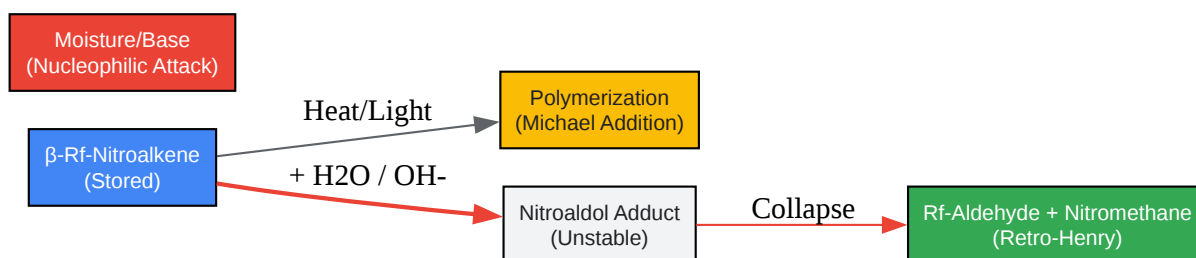 Moisture/Base
(Nucleophilic Attack)
Heat/Light
Polymerization
(Michael Addition)
β-Rf-Nitroalkene
(Stored)
+ H2O / OH-
Nitroaldol Adduct
(Unstable)
Collapse
Rf-Aldehyde + Nitromethane
(Retro-Henry)